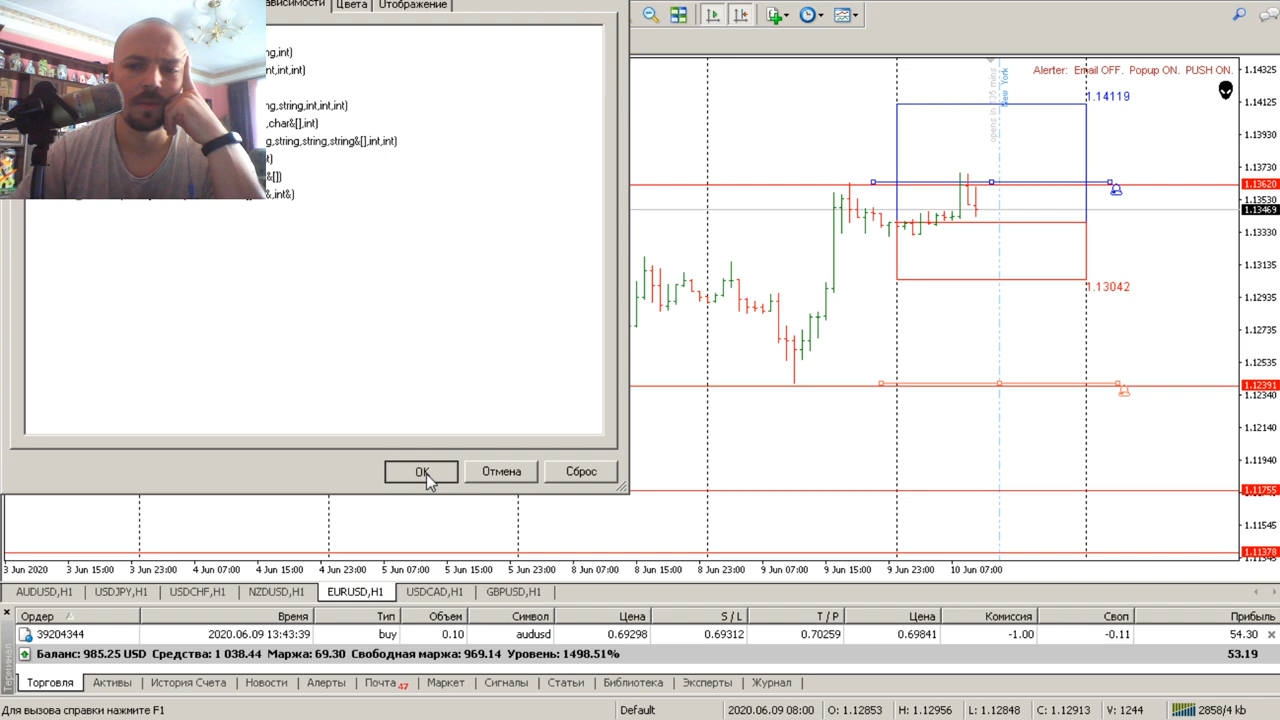 зависимости Цвета Отображение
ng,int)
nt,int,int)
ng,string,int,int,int)
,char&[],int)
ng,string,string,string&[],int,int)
nt)
&[])
&,int&)
OK Отмена Сброс
Alerter: Email OFF. Popup ON. PUSH ON.
opens in 125 mins
New York
1.14119
1.13042
1.14325
1.14125
1.13930
1.13730
1.13620
1.13530
1.13469
1.13330
1.13135
1.12935
1.12735
1.12535
1.12391
1.12340
1.12140
1.11940
1.11755
1.11545
1.11378
3 Jun 2020 3 Jun 15:00 3 Jun 23:00 4 Jun 07:00 4 Jun 15:00 4 Jun 23:00 5 Jun 07:00 5 Jun 15:00 5 Jun 23:00 8 Jun 07:00 8 Jun 15:00 8 Jun 23:00 9 Jun 07:00 9 Jun 15:00 9 Jun 23:00 10 Jun 07:00
AUDUSD,H1 USDJPY,H1 USDCHF,H1 NZDUSD,H1 EURUSD,H1 USDCAD,H1 GBPUSD,H1
Ордер Время Тип Объем Символ Цена S / L T / P Цена Комиссия Своп Прибыль
39204344 2020.06.09 13:43:39 buy 0.10 audusd 0.69298 0.69312 0.70259 0.69841 -1.00 -0.11 54.30
Баланс: 985.25 USD Средства: 1 038.44 Маржа: 69.30 Свободная маржа: 969.14 Уровень: 1498.51% 53.19
Терминал
Торговля Активы История Счета Новости Алерты Почта 47 Маркет Сигналы Статьи Библиотека Эксперты Журнал
Для вызова справки нажмите F1 Default 2020.06.09 08:00 O: 1.12853 H: 1.12956 L: 1.12848 C: 1.12913 V: 1244 2858/4 kb